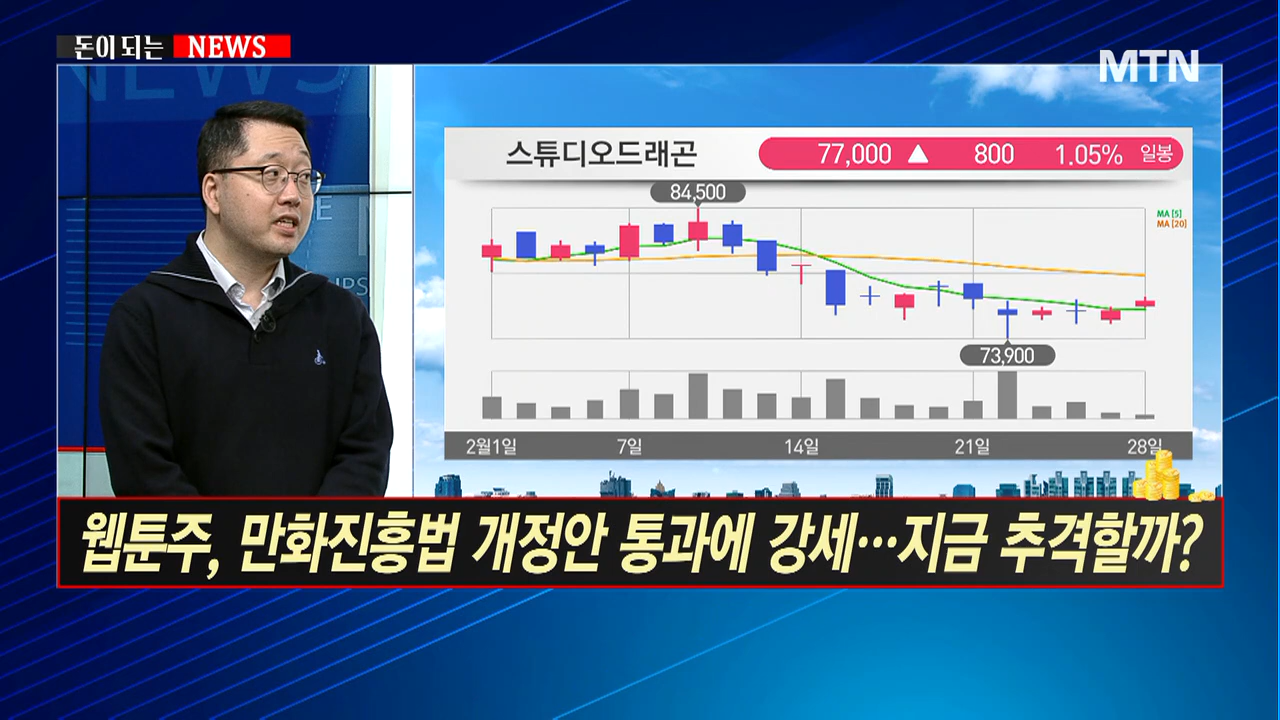 돈이 되는 NEWS
MTN
NEWS
스튜디오드래곤 77,000 ▲ 800 1.05% 일봉
84,500
MA [5]
MA [20]
73,900
2월1일 7일 14일 21일 28일
웹툰주, 만화진흥법 개정안 통과에 강세…지금 추격할까?